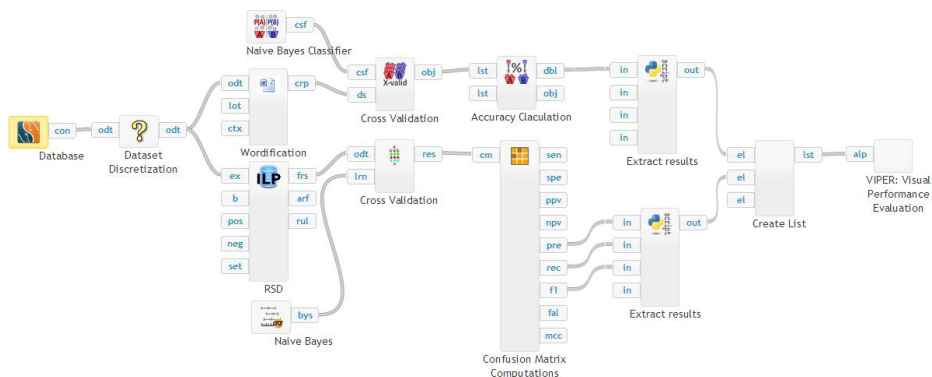 P(A) P(B)
A B
csf
Naive Bayes Classifier
odt
lot
ctx
crp
Wordification
csf
ds
A B
X-valid
obj
Cross Validation
lst
lst
!%!
A B
dbl
obj
Accuracy Claculation
in
in
in
in
script
out
Extract results
con
Database
odt
?
odt
Dataset
Discretization
ex
b
pos
neg
set
ILP
frs
arf
rul
RSD
odt
lrn
res
Cross Validation
bys
Naive Bayes
cm
sen
spe
ppv
npv
pre
rec
f1
fal
mcc
Confusion Matrix
Computations
in
in
in
in
script
out
Extract results
el
el
el
lst
Create List
alp
VIPER: Visual
Performance
Evaluation